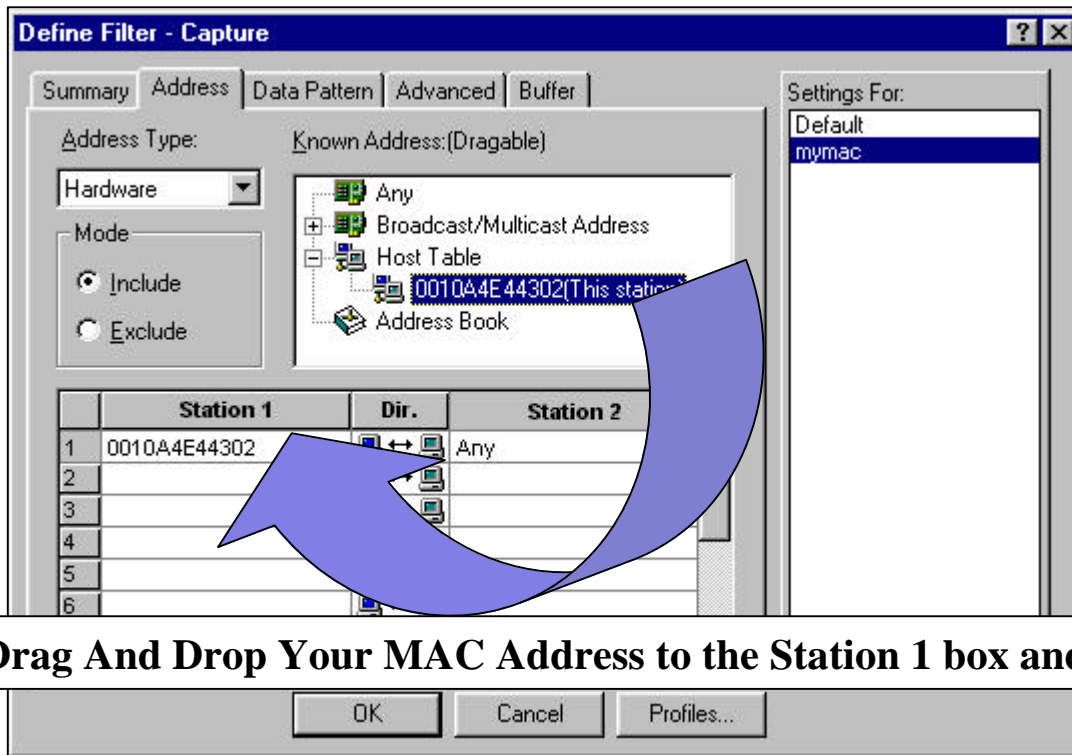 Define Filter - Capture
Summary Address Data Pattern Advanced Buffer
Settings For:
Default
mymac
Address Type:
Known Address:(Dragable)
Hardware
Any
Broadcast/Multicast Address
Host Table
0010A4E44302(This station)
Address Book
Mode
Include
Exclude
Station 1 Dir. Station 2
1 0010A4E44302 Any
2
3
4
5
6
Drag And Drop Your MAC Address to the Station 1 box and
OK Cancel Profiles...